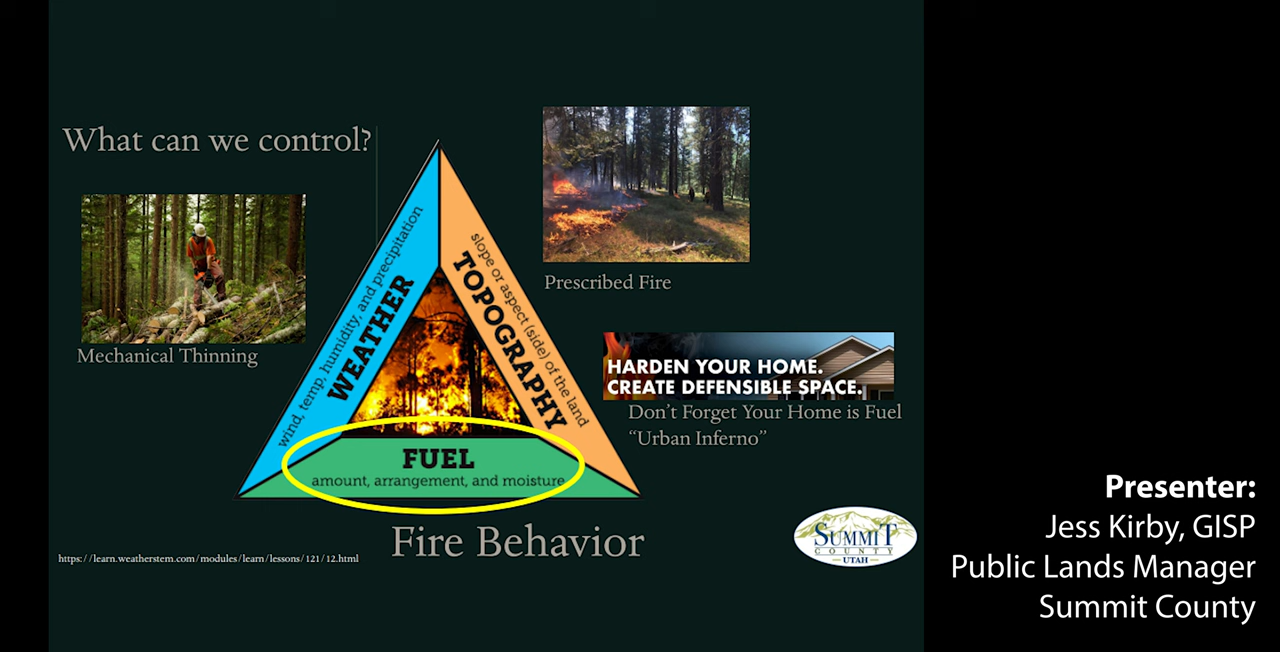 What can we control?
Mechanical Thinning
wind, temp, humidity, and precipitation
WEATHER
slope or aspect (side) of the land
TOPOGRAPHY
FUEL
amount, arrangement, and moisture
Fire Behavior
https://learn.weatherstem.com/modules/learn/lessons/121/12.html
Prescribed Fire
HARDEN YOUR HOME.
CREATE DEFENSIBLE SPACE.
Don’t Forget Your Home is Fuel
“Urban Inferno”
SUMMIT
COUNTY
UTAH
Presenter:
Jess Kirby, GISP
Public Lands Manager
Summit County